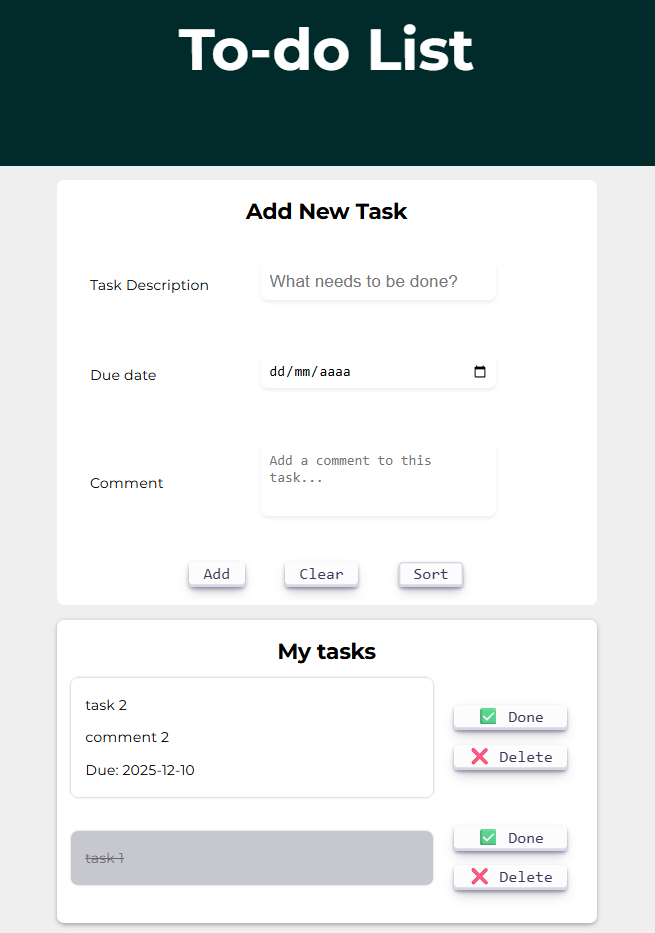 To-do List
Add New Task
Task Description
What needs to be done?
Due date
dd/mm/aaaa
Comment
Add a comment to this
task...
Add
Clear
Sort
My tasks
task 2
comment 2
Due: 2025-12-10
✅ Done
❌ Delete
task 1
✅ Done
❌ Delete